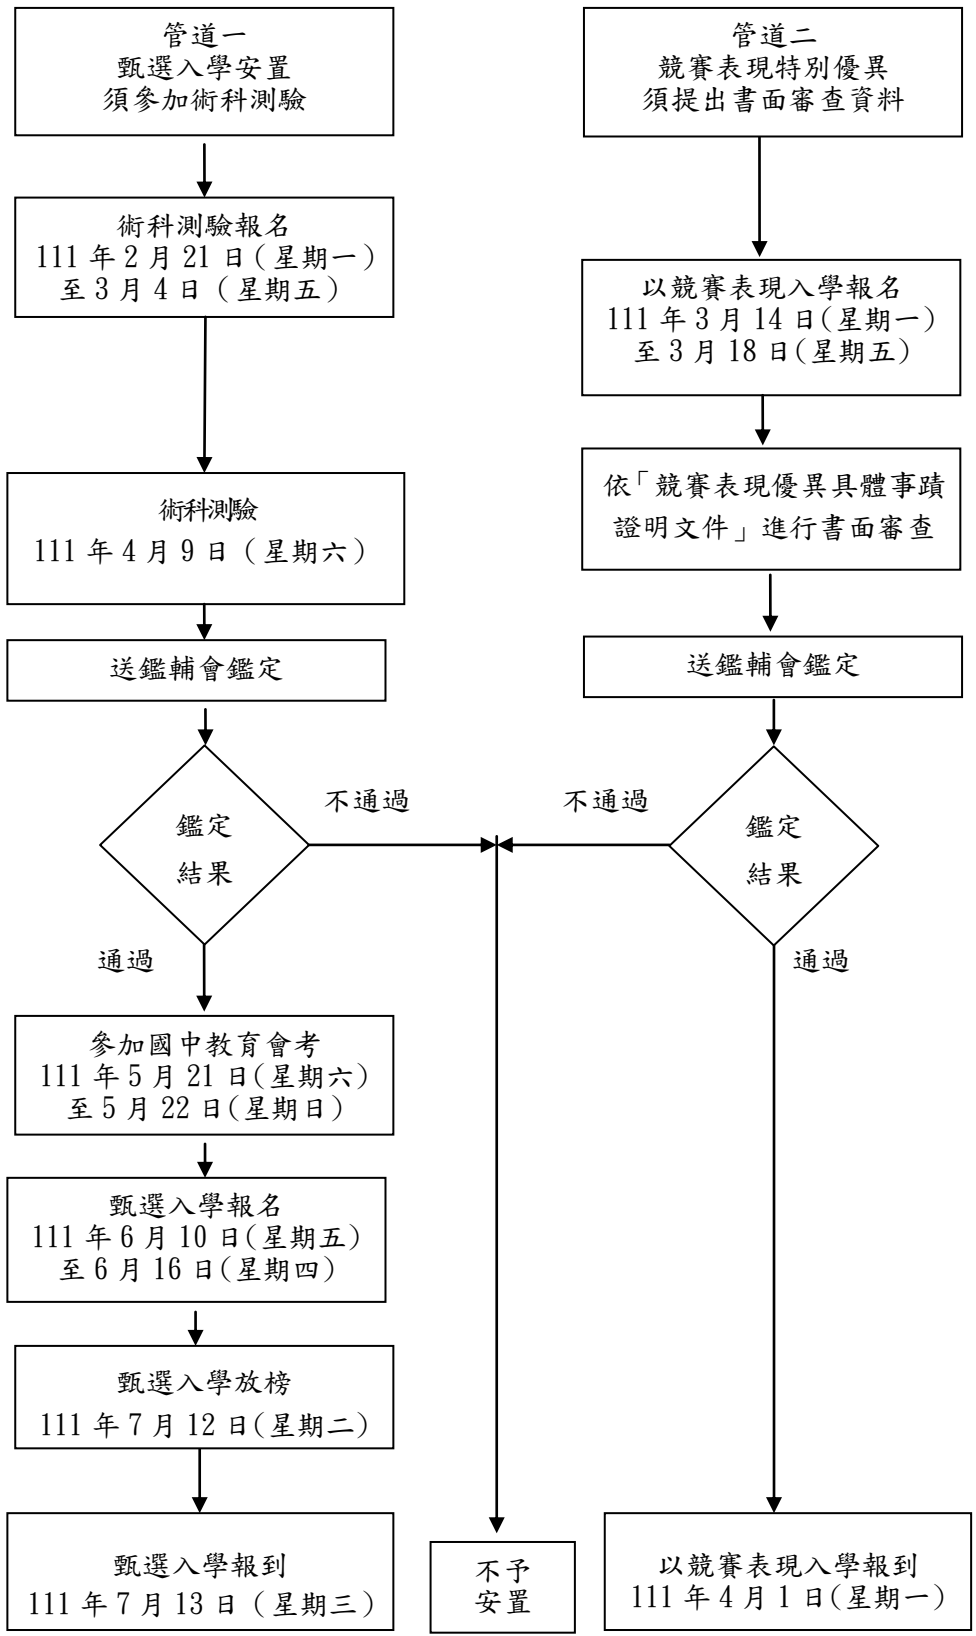 管道一
甄選入學安置
須參加術科測驗
術科測驗報名
111 年 2 月 21 日（星期一）
至 3 月 4 日（星期五）
術科測驗
111 年 4 月 9 日（星期六）
送鑑輔會鑑定
鑑定
結果
不通過
通過
參加國中教育會考
111 年 5 月 21 日(星期六)
至 5 月 22 日(星期日)
甄選入學報名
111 年 6 月 10 日(星期五)
至 6 月 16 日(星期四)
甄選入學放榜
111 年 7 月 12 日(星期二)
甄選入學報到
111 年 7 月 13 日（星期三）
管道二
競賽表現特別優異
須提出書面審查資料
以競賽表現入學報名
111 年 3 月 14 日(星期一)
至 3 月 18 日(星期五)
依「競賽表現優異具體事蹟
證明文件」進行書面審查
送鑑輔會鑑定
鑑定
結果
不通過
通過
不予
安置
以競賽表現入學報到
111 年 4 月 1 日(星期一)